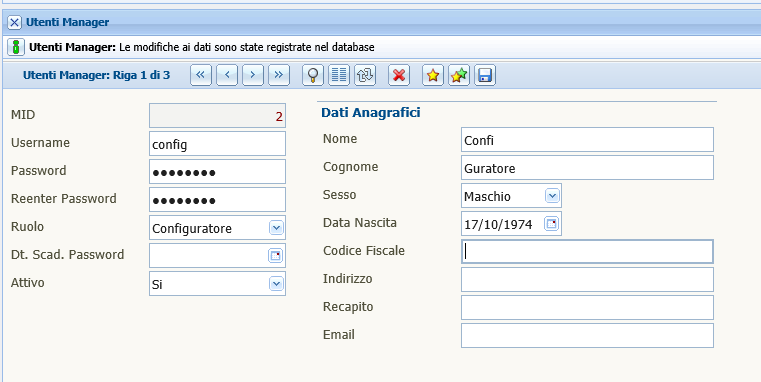 Utenti Manager
Utenti Manager: Le modifiche ai dati sono state registrate nel database
Utenti Manager: Riga 1 di 3
MID 2
Username config
Password ●●●●●●●●
Reenter Password ●●●●●●●●
Ruolo Configuratore
Dt. Scad. Password
Attivo Si
Dati Anagrafici
Nome Confi
Cognome Guratore
Sesso Maschio
Data Nascita 17/10/1974
Codice Fiscale
Indirizzo
Recapito
Email